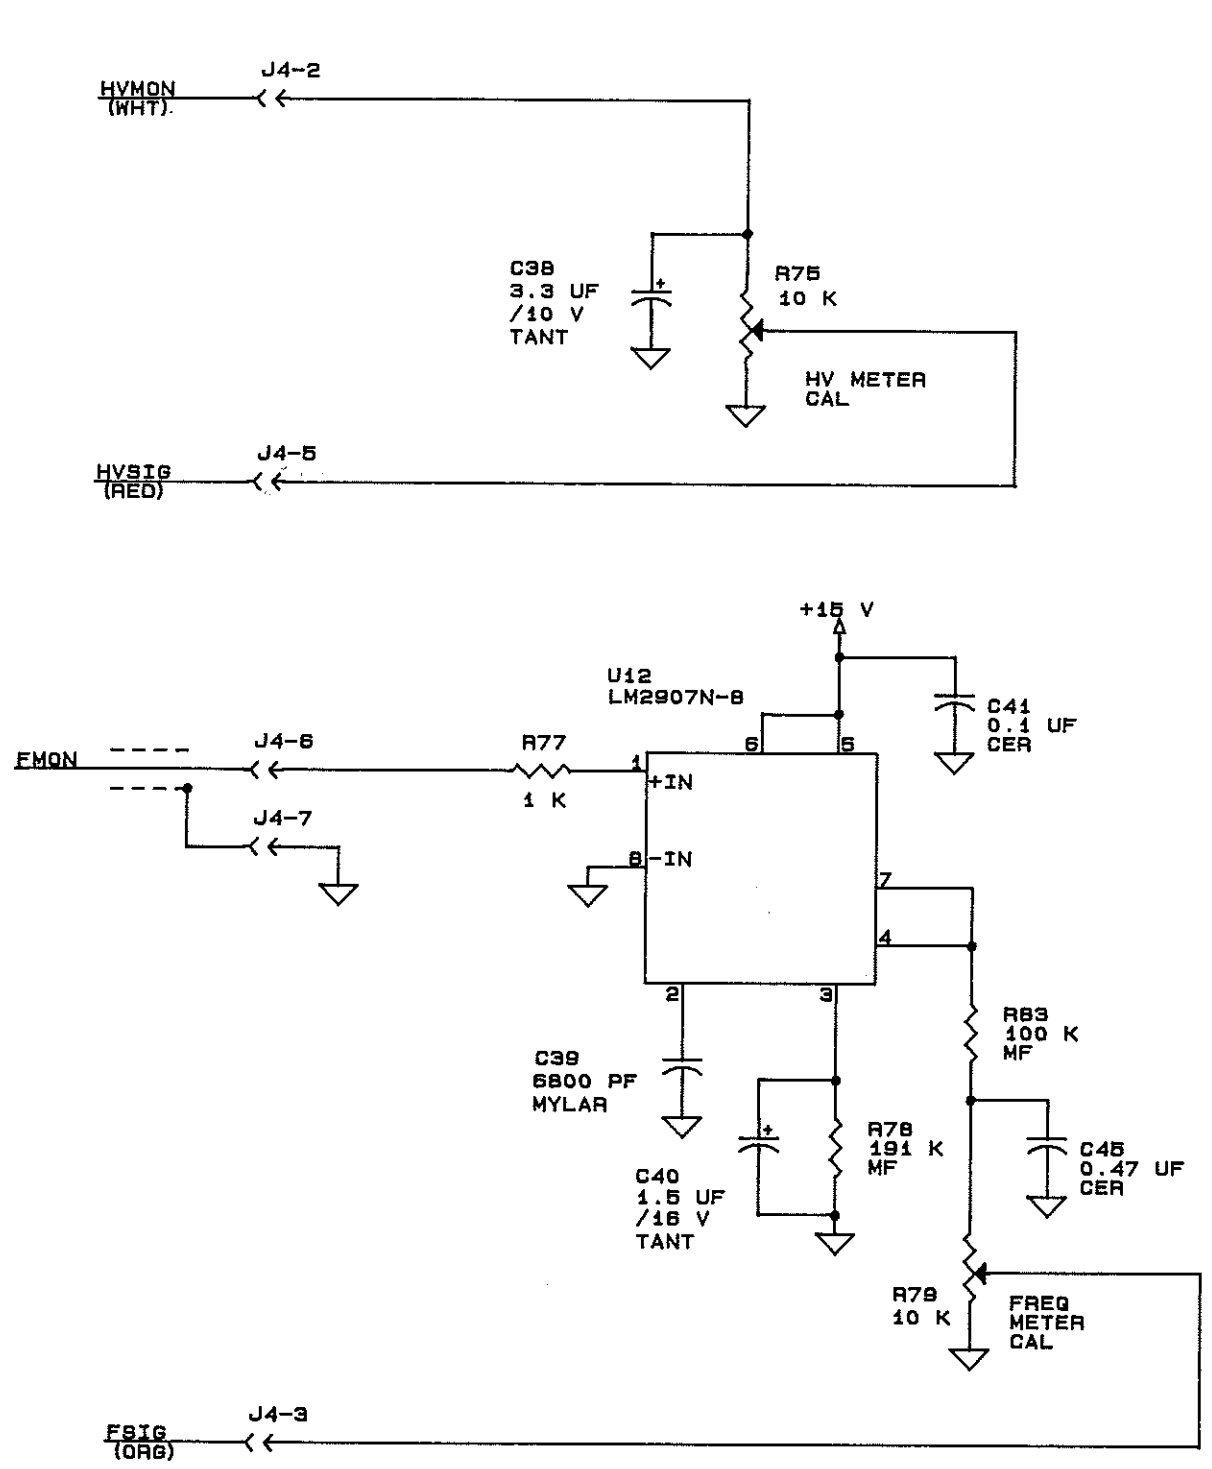 J4-2
HVMON
(WHT)
C38
3.3 UF
/10 V
TANT
+
R75
10 K
HV METER
CAL
J4-5
HVSIG
(RED)
+15 V
U12
LM2907N-8
C41
0.1 UF
CER
6
5
FMON
J4-6
R77
1 K
1
+IN
J4-7
8
-IN
7
4
2
3
R83
100 K
MF
C39
6800 PF
MYLAR
+
R78
191 K
MF
C45
0.47 UF
CER
C40
1.5 UF
/16 V
TANT
R79
10 K
FREQ
METER
CAL
J4-3
FSIG
(ORG)